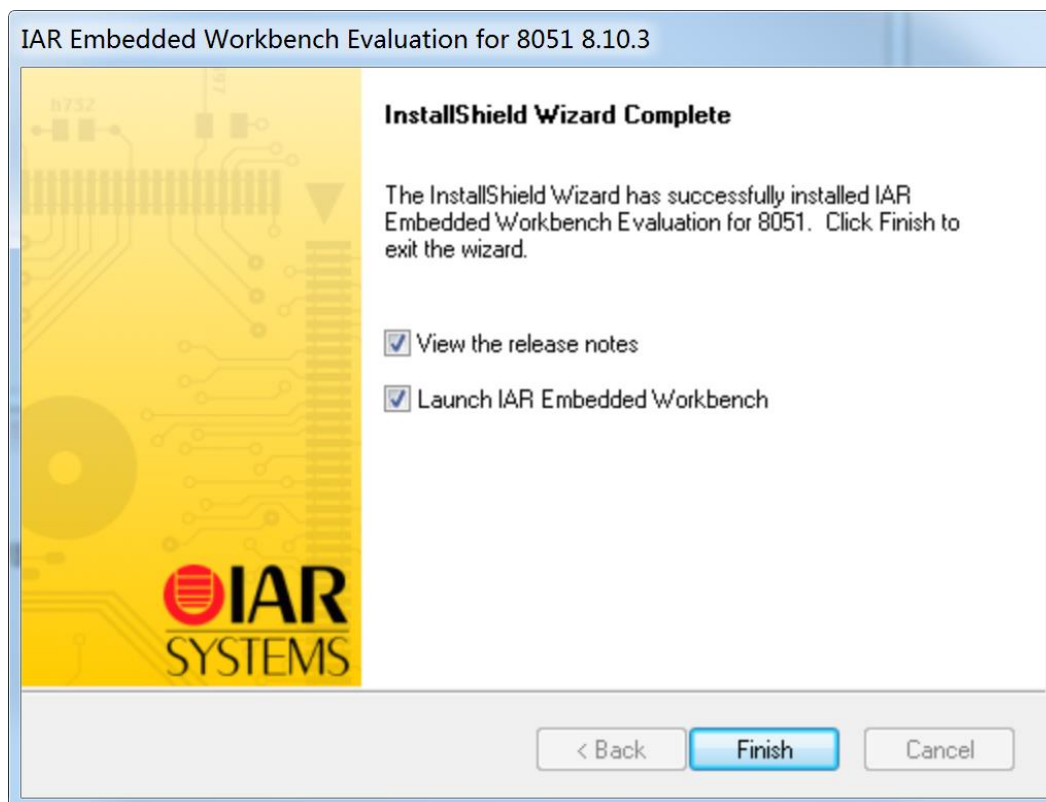 IAR Embedded Workbench Evaluation for 8051 8.10.3
8732
InstallShield Wizard Complete
The InstallShield Wizard has successfully installed IAR
Embedded Workbench Evaluation for 8051.  Click Finish to
exit the wizard.
View the release notes
Launch IAR Embedded Workbench
IAR
SYSTEMS
< Back
Finish
Cancel